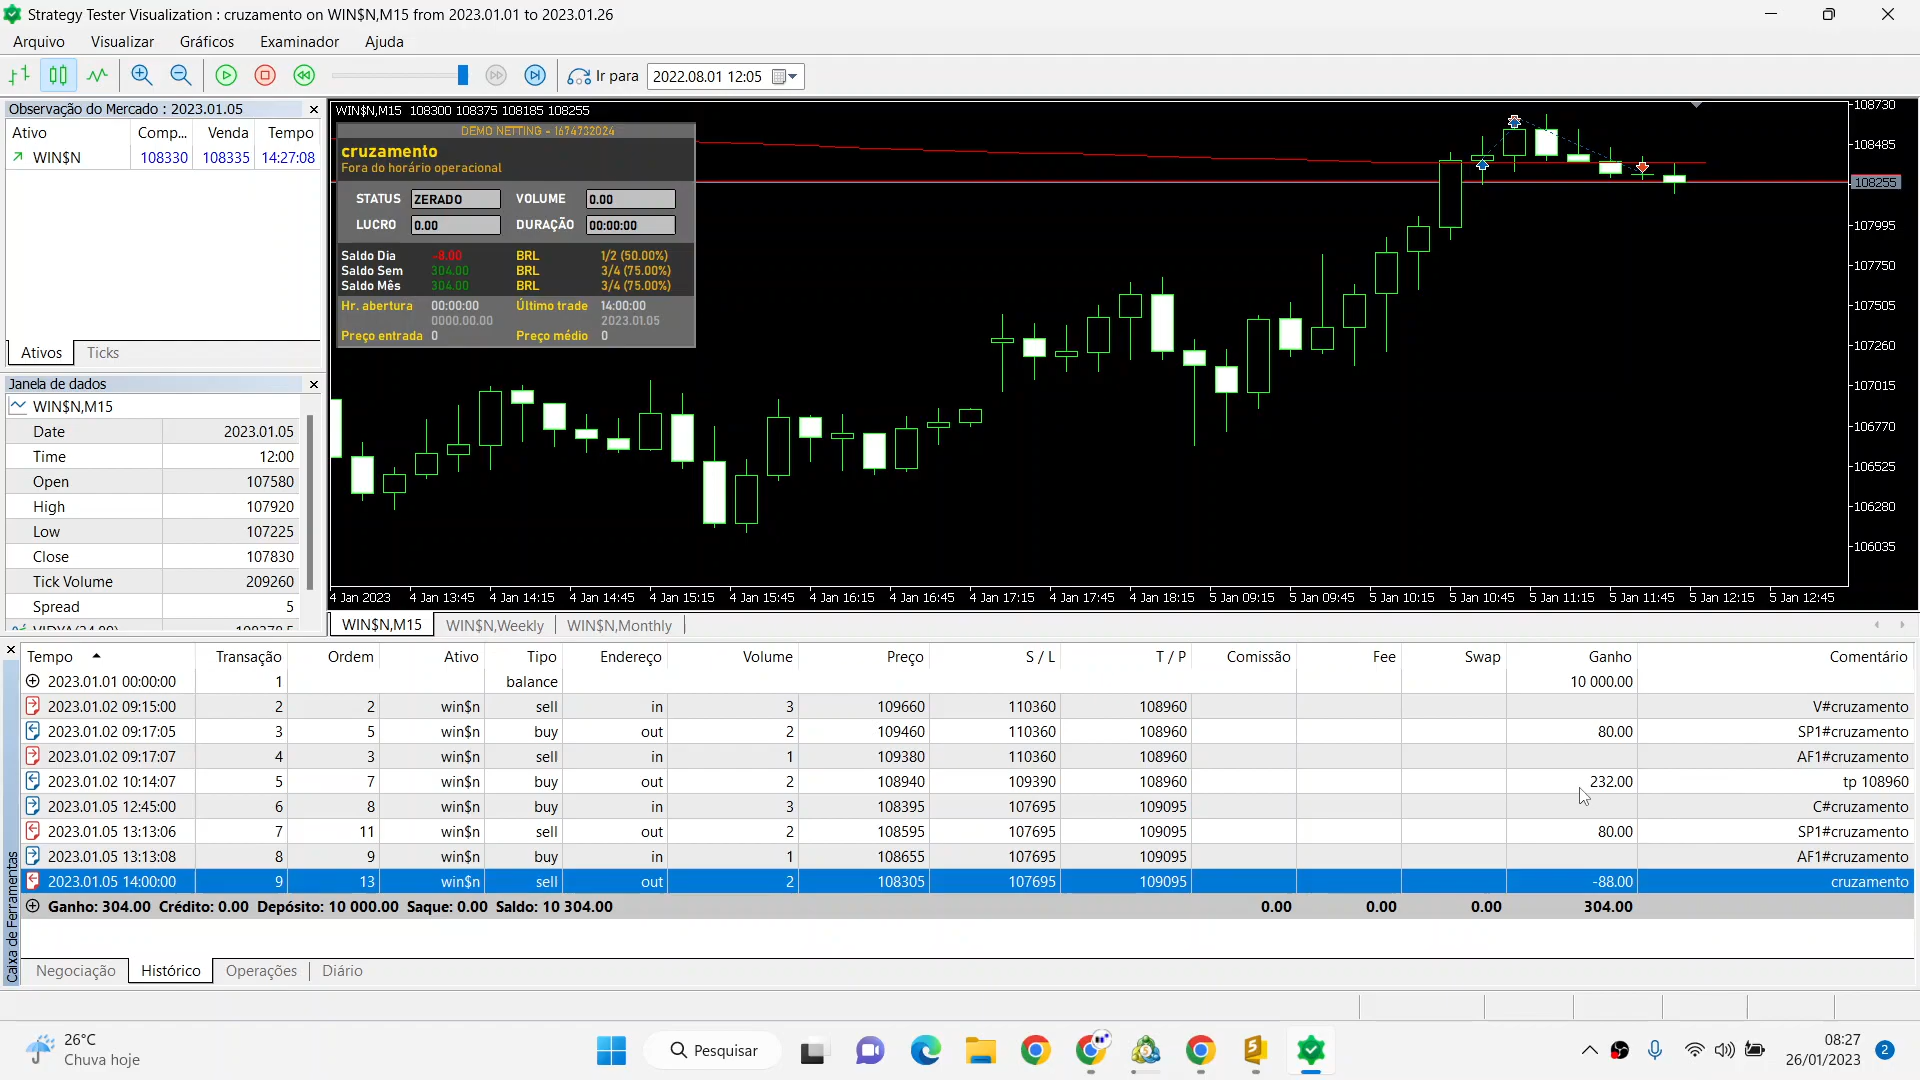 Strategy Tester Visualization : cruzamento on WIN$N,M15 from 2023.01.01 to 2023.01.26
Arquivo Visualizar Gráficos Examinador Ajuda
Ir para 2022.08.01 12:05
Observação do Mercado : 2023.01.05
Ativo Comp... Venda Tempo
WIN$N 108330 108335 14:27:08
Ativos Ticks
Janela de dados
WIN$N,M15
Date 2023.01.05
Time 12:00
Open 107580
High 107920
Low 107225
Close 107830
Tick Volume 209260
Spread 5
WIN$N,M15 108300 108375 108185 108255
DEMO NETTING - 1674732024
cruzamento
Fora do horário operacional
STATUS ZERADO VOLUME 0.00
LUCRO 0.00 DURAÇÃO 00:00:00
Saldo Dia -8.00 BRL 1/2 (50.00%)
Saldo Sem 304.00 BRL 3/4 (75.00%)
Saldo Mês 304.00 BRL 3/4 (75.00%)
Hr. abertura 00:00:00 Último trade 14:00:00
0000.00.00 2023.01.05
Preço entrada 0 Preço médio 0
108730
108485
108255
107995
107750
107505
107260
107015
106770
106525
106280
106035
4 Jan 2023 4 Jan 13:45 4 Jan 14:15 4 Jan 14:45 4 Jan 15:15 4 Jan 15:45 4 Jan 16:15 4 Jan 16:45 4 Jan 17:15 4 Jan 17:45 4 Jan 18:15 5 Jan 09:15 5 Jan 09:45 5 Jan 10:15 5 Jan 10:45 5 Jan 11:15 5 Jan 11:45 5 Jan 12:15 5 Jan 12:45
WIN$N,M15 WIN$N,Weekly WIN$N,Monthly
Tempo Transação Ordem Ativo Tipo Endereço Volume Preço S / L T / P Comissão Fee Swap Ganho Comentário
2023.01.01 00:00:00 1 balance 10 000.00
2023.01.02 09:15:00 2 2 win$n sell in 3 109660 110360 108960 V#cruzamento
2023.01.02 09:17:05 3 5 win$n buy out 2 109460 110360 108960 80.00 SP1#cruzamento
2023.01.02 09:17:07 4 3 win$n sell in 1 109380 110360 108960 AF1#cruzamento
2023.01.02 10:14:07 5 7 win$n buy out 2 108940 109390 108960 232.00 tp 108960
2023.01.05 12:45:00 6 8 win$n buy in 3 108395 107695 109095 C#cruzamento
2023.01.05 13:13:06 7 11 win$n sell out 2 108595 107695 109095 80.00 SP1#cruzamento
2023.01.05 13:13:08 8 9 win$n buy in 1 108655 107695 109095 AF1#cruzamento
2023.01.05 14:00:00 9 13 win$n sell out 2 108305 107695 109095 -88.00 cruzamento
Ganho: 304.00 Crédito: 0.00 Depósito: 10 000.00 Saque: 0.00 Saldo: 10 304.00 0.00 0.00 0.00 304.00
Caixa de Ferramentas
Negociação Histórico Operações Diário
26°C
Chuva hoje
Pesquisar
08:27
26/01/2023
2